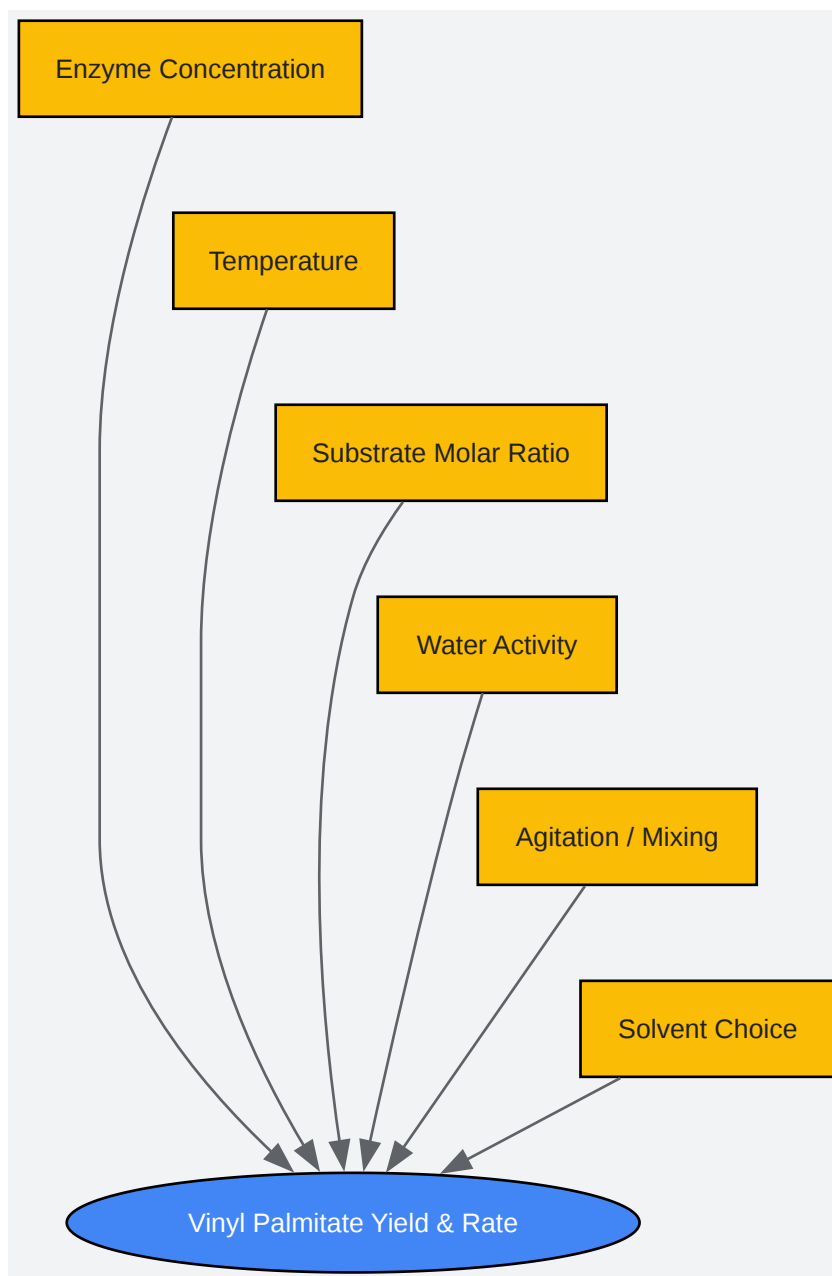 Enzyme Concentration
Temperature
Substrate Molar Ratio
Water Activity
Agitation / Mixing
Solvent Choice
Vinyl Palmitate Yield & Rate